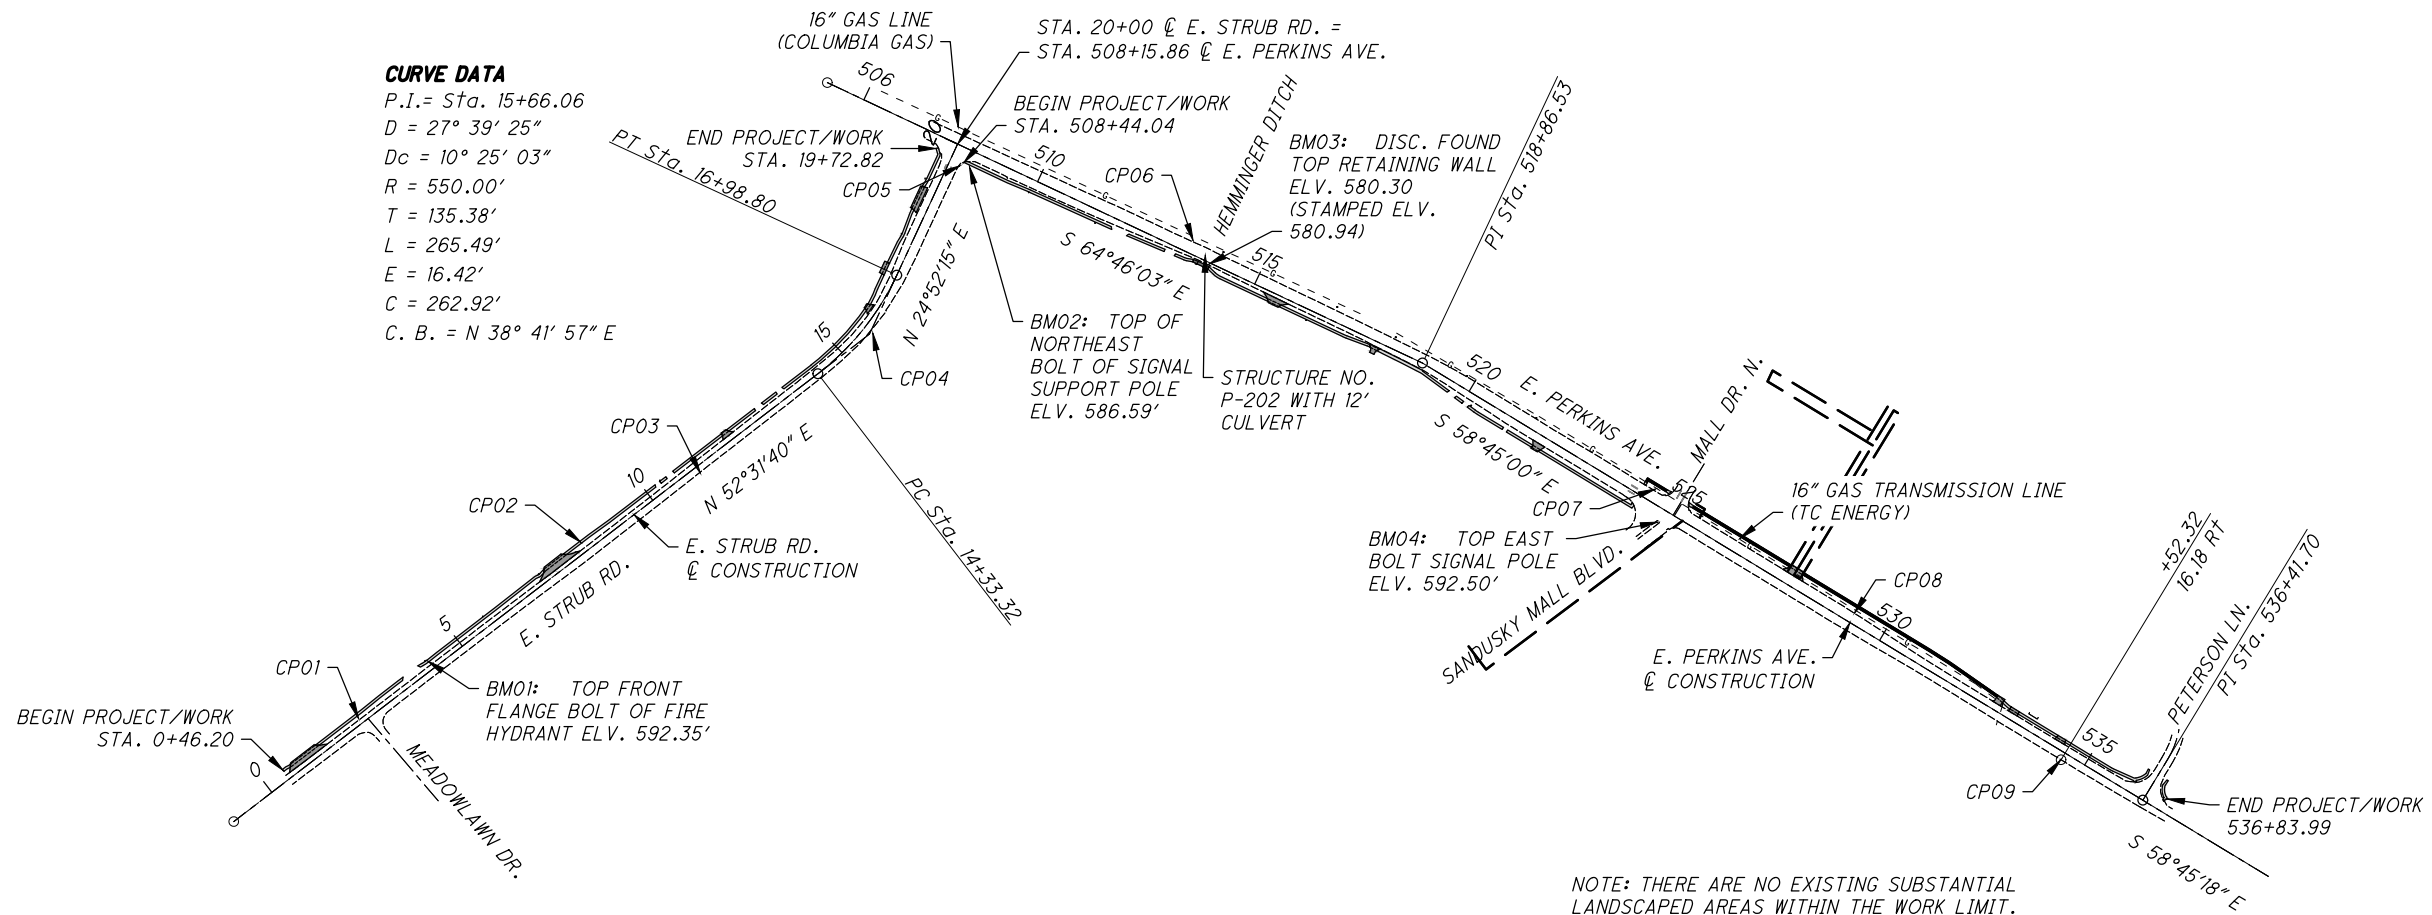 16" GAS LINE
(COLUMBIA GAS)
STA. 20+00 ℄ E. STRUB RD. =
STA. 508+15.86 ℄ E. PERKINS AVE.
CURVE DATA
P.I.= Sta. 15+66.06
D = 27° 39' 25"
Dc = 10° 25' 03"
R = 550.00'
T = 135.38'
L = 265.49'
E = 16.42'
C = 262.92'
C. B. = N 38° 41' 57" E
506
BEGIN PROJECT/WORK
STA. 508+44.04
END PROJECT/WORK
STA. 19+72.82
20
G
PT Sta. 16+98.80
CP05
510
G
CP06
HEMMINGER DITCH
BM03: DISC. FOUND
TOP RETAINING WALL
ELV. 580.30
(STAMPED ELV.
580.94)
PI Sta. 518+86.53
S 64°46'03" E
515
G
N 24°52'15" E
BM02: TOP OF
NORTHEAST
BOLT OF SIGNAL
SUPPORT POLE
ELV. 586.59'
STRUCTURE NO.
P-202 WITH 12'
CULVERT
15
CP04
G
520
E. PERKINS AVE.
MALL DR. N.
S 58°45'00" E
G
CP03
N 52°31'40" E
10
CP02
PC Sta. 14+33.32
E. STRUB RD.
℄ CONSTRUCTION
E. STRUB RD.
525
CP07
16" GAS TRANSMISSION LINE
(TC ENERGY)
BM04: TOP EAST
BOLT SIGNAL POLE
ELV. 592.50'
SANDUSKY MALL BLVD.
CP08
530
G
E. PERKINS AVE.
℄ CONSTRUCTION
+52.32
16.18 Rt
PETERSON LN.
PI Sta. 536+41.70
5
CP01
BM01: TOP FRONT
FLANGE BOLT OF FIRE
HYDRANT ELV. 592.35'
BEGIN PROJECT/WORK
STA. 0+46.20
0
MEADOWLAWN DR.
535
CP09
END PROJECT/WORK
536+83.99
S 58°45'18" E
NOTE: THERE ARE NO EXISTING SUBSTANTIAL
LANDSCAPED AREAS WITHIN THE WORK LIMIT.